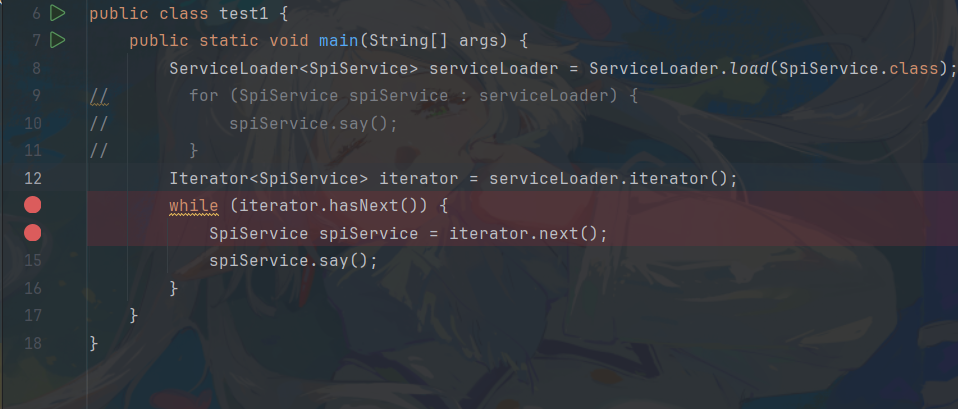 6 public class test1 {
7     public static void main(String[] args) {
8         ServiceLoader<SpiService> serviceLoader = ServiceLoader.load(SpiService.class);
9 //        for (SpiService spiService : serviceLoader) {
10 //            spiService.say();
11 //        }
12         Iterator<SpiService> iterator = serviceLoader.iterator();
        while (iterator.hasNext()) {
            SpiService spiService = iterator.next();
15             spiService.say();
16         }
17     }
18 }